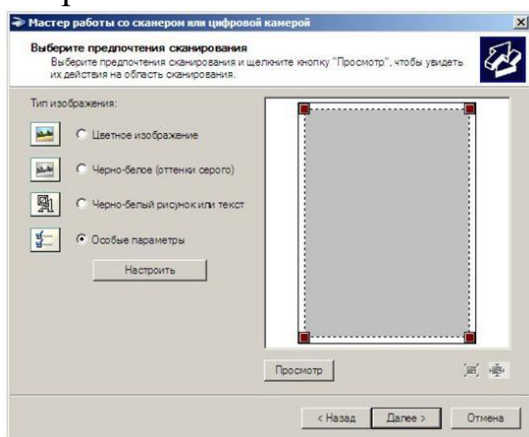 Мастер работы со сканером или цифровой камерой
Выберите предпочтения сканирования
Выберите предпочтения сканирования и щелкните кнопку "Просмотр", чтобы увидеть
их действия на область сканирования.
Тип изображения:
Цветное изображение
Черно-белое (оттенки серого)
Черно-белый рисунок или текст
Особые параметры
Настроить
Просмотр
< Назад
Далее >
Отмена